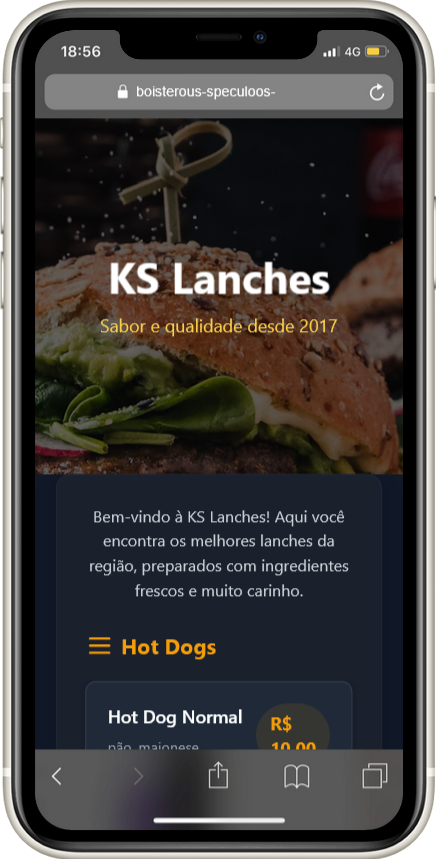 18:56
4G
boisterous-speculoos-
KS Lanches
Sabor e qualidade desde 2017
Bem-vindo à KS Lanches! Aqui você
encontra os melhores lanches da
região, preparados com ingredientes
frescos e muito carinho.
Hot Dogs
Hot Dog Normal
R$
10,00
pão, maionese,